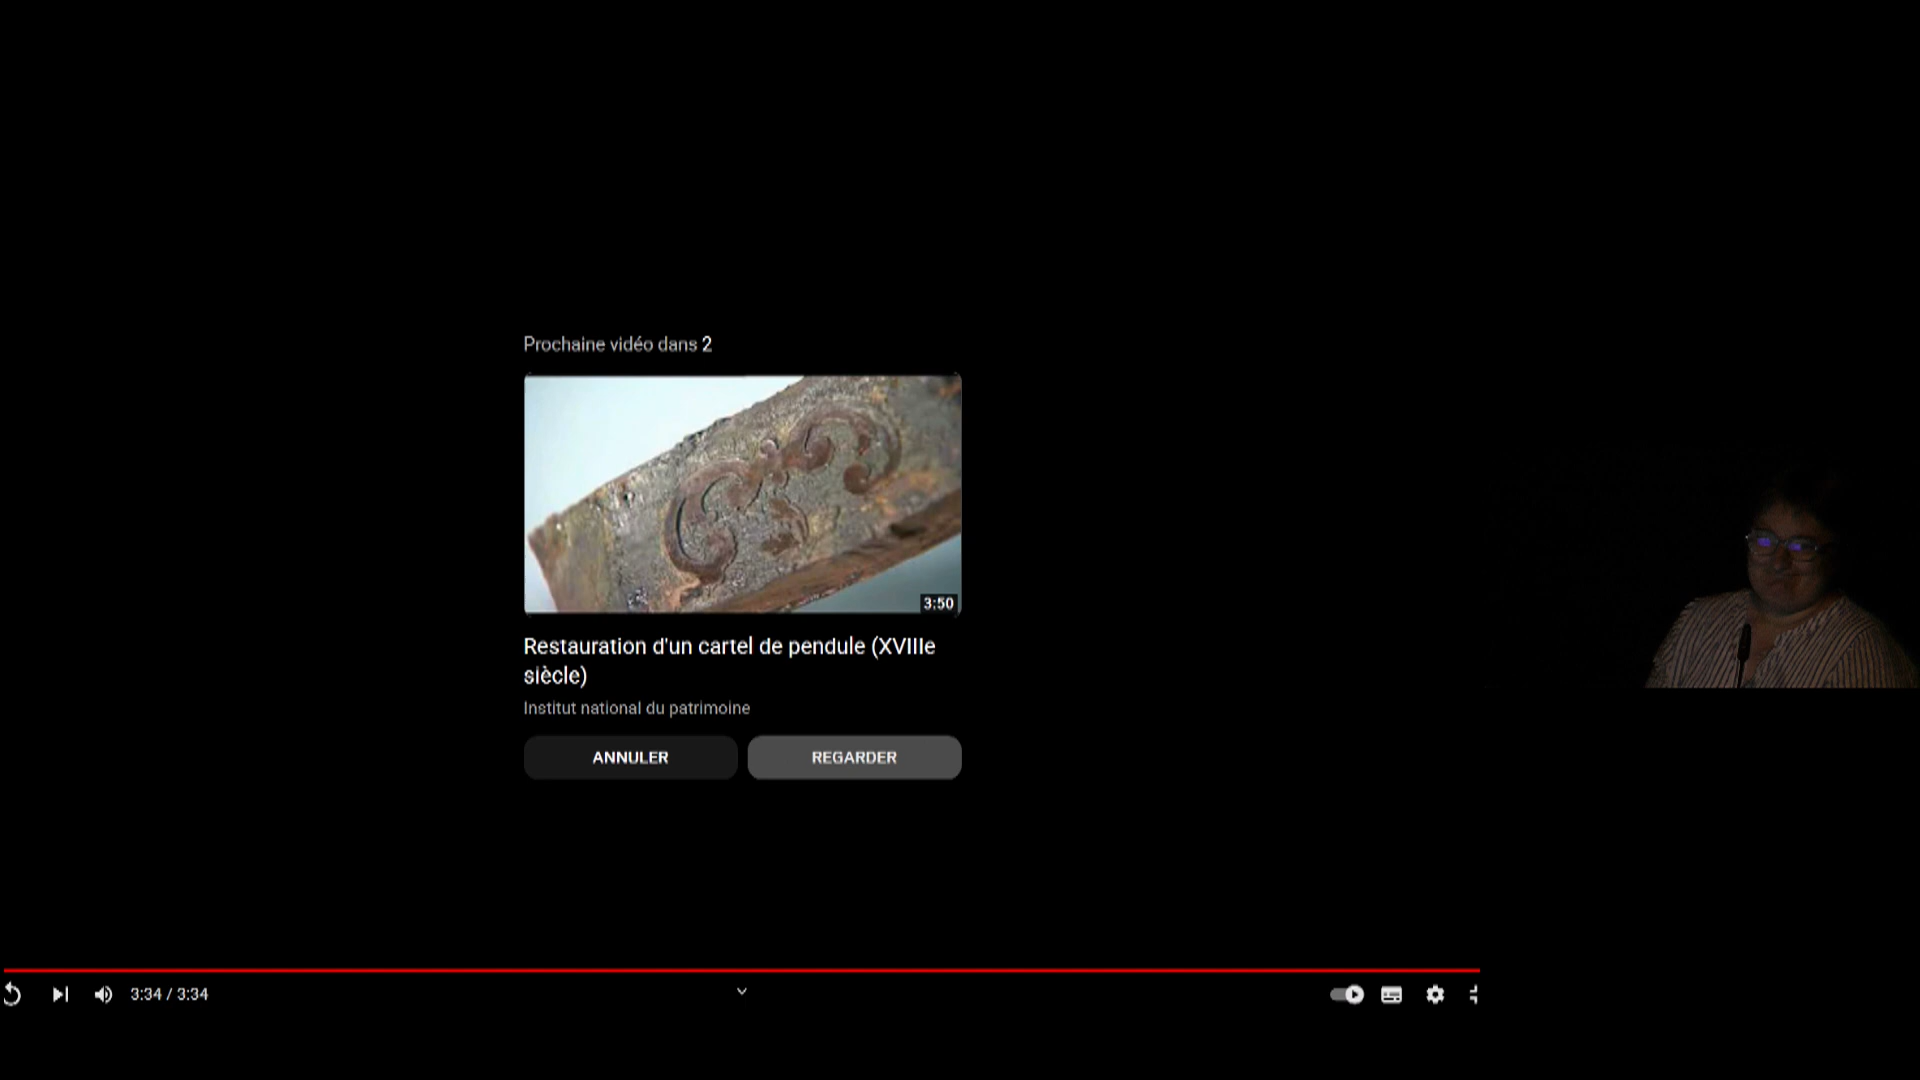 Prochaine vidéo dans 2
3:50
Restauration d'un cartel de pendule (XVIIIe
siècle)
Institut national du patrimoine
ANNULER
REGARDER
3:34 / 3:34